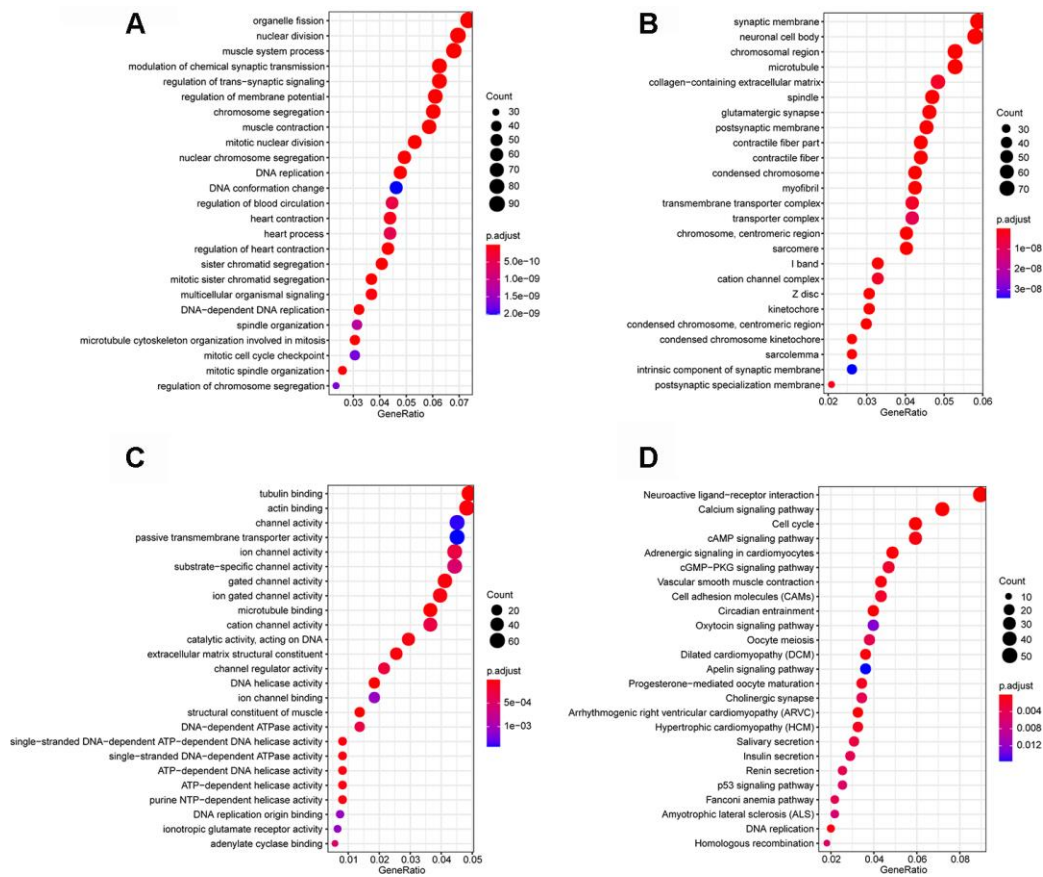 A
organelle fission
nuclear division
muscle system process
modulation of chemical synaptic transmission
regulation of trans−synaptic signaling
regulation of membrane potential
chromosome segregation
muscle contraction
mitotic nuclear division
nuclear chromosome segregation
DNA replication
DNA conformation change
regulation of blood circulation
heart contraction
heart process
regulation of heart contraction
sister chromatid segregation
mitotic sister chromatid segregation
multicellular organismal signaling
DNA−dependent DNA replication
spindle organization
microtubule cytoskeleton organization involved in mitosis
mitotic cell cycle checkpoint
mitotic spindle organization
regulation of chromosome segregation
0.03 0.04 0.05 0.06 0.07
GeneRatio
Count
30
40
50
60
70
80
90
p.adjust
5.0e−10
1.0e−09
1.5e−09
2.0e−09
B
synaptic membrane
neuronal cell body
chromosomal region
microtubule
collagen−containing extracellular matrix
spindle
glutamatergic synapse
postsynaptic membrane
contractile fiber part
contractile fiber
condensed chromosome
myofibril
transmembrane transporter complex
transporter complex
chromosome, centromeric region
sarcomere
I band
cation channel complex
Z disc
kinetochore
condensed chromosome, centromeric region
condensed chromosome kinetochore
sarcolemma
intrinsic component of synaptic membrane
postsynaptic specialization membrane
0.02 0.03 0.04 0.05 0.06
GeneRatio
Count
30
40
50
60
70
p.adjust
1e−08
2e−08
3e−08
C
tubulin binding
actin binding
channel activity
passive transmembrane transporter activity
ion channel activity
substrate−specific channel activity
gated channel activity
ion gated channel activity
microtubule binding
cation channel activity
catalytic activity, acting on DNA
extracellular matrix structural constituent
channel regulator activity
DNA helicase activity
ion channel binding
structural constituent of muscle
DNA−dependent ATPase activity
single−stranded DNA−dependent ATP−dependent DNA helicase activity
single−stranded DNA−dependent ATPase activity
ATP−dependent DNA helicase activity
ATP−dependent helicase activity
purine NTP−dependent helicase activity
DNA replication origin binding
ionotropic glutamate receptor activity
adenylate cyclase binding
0.01 0.02 0.03 0.04 0.05
GeneRatio
Count
20
40
60
p.adjust
5e−04
1e−03
D
Neuroactive ligand−receptor interaction
Calcium signaling pathway
Cell cycle
cAMP signaling pathway
Adrenergic signaling in cardiomyocytes
cGMP−PKG signaling pathway
Vascular smooth muscle contraction
Cell adhesion molecules (CAMs)
Circadian entrainment
Oxytocin signaling pathway
Oocyte meiosis
Dilated cardiomyopathy (DCM)
Apelin signaling pathway
Progesterone−mediated oocyte maturation
Cholinergic synapse
Arrhythmogenic right ventricular cardiomyopathy (ARVC)
Hypertrophic cardiomyopathy (HCM)
Salivary secretion
Insulin secretion
Renin secretion
p53 signaling pathway
Fanconi anemia pathway
Amyotrophic lateral sclerosis (ALS)
DNA replication
Homologous recombination
0.02 0.04 0.06 0.08
GeneRatio
Count
10
20
30
40
50
p.adjust
0.004
0.008
0.012